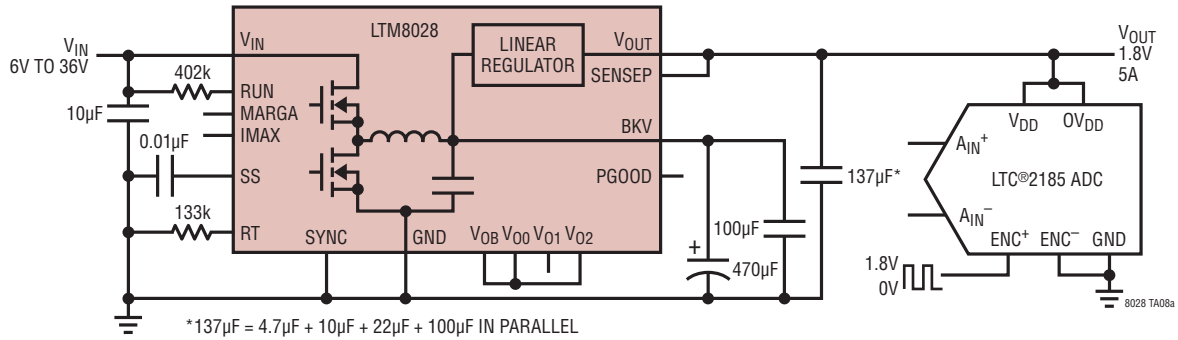 LTM8028
V_IN
6V TO 36V
V_IN
402k
RUN
MARGA
IMAX
10µF
0.01µF
SS
133k
RT
SYNC
GND
V_OB V_O0 V_O1 V_O2
LINEAR
REGULATOR
V_OUT
SENSEP
BKV
PGOOD
100µF
+
470µF
137µF*
V_OUT
1.8V
5A
V_DD
OV_DD
A_IN+
LTC®2185 ADC
A_IN–
ENC+ ENC– GND
1.8V
0V
8028 TA08a
*137µF = 4.7µF + 10µF + 22µF + 100µF IN PARALLEL